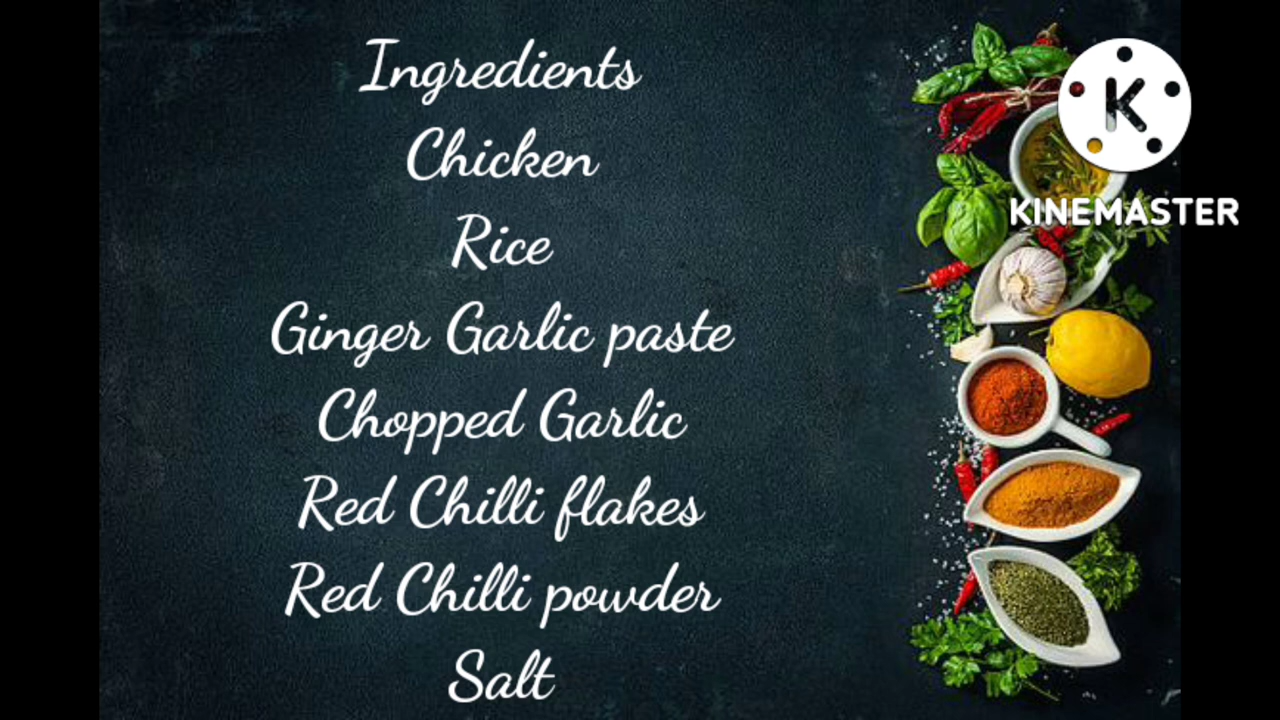 Ingredients
Chicken
Rice
Ginger Garlic paste
Chopped Garlic
Red Chilli flakes
Red Chilli powder
Salt
K
KINEMASTER